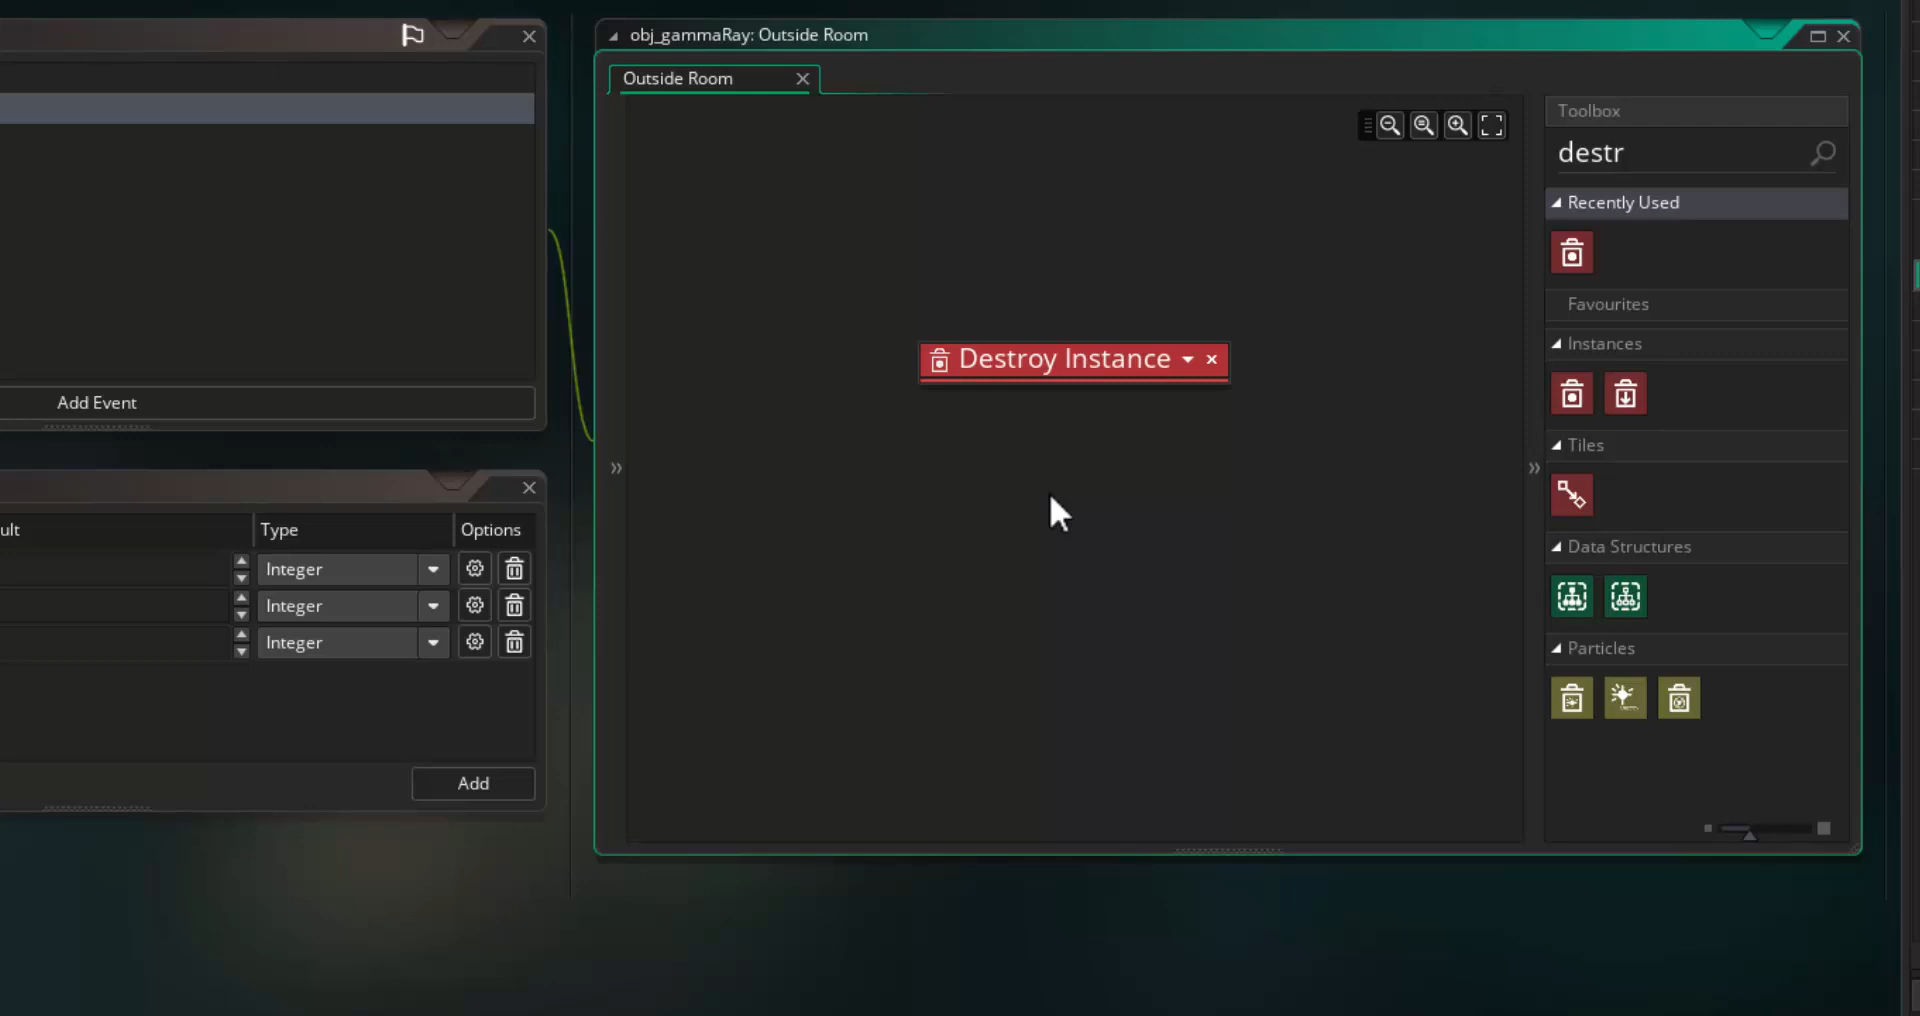 obj_gammaRay: Outside Room
Outside Room
Toolbox
destr
Recently Used
Favourites
Destroy Instance
Instances
Add Event
Tiles
ult
Type
Options
Data Structures
Integer
Integer
Integer
Particles
Add